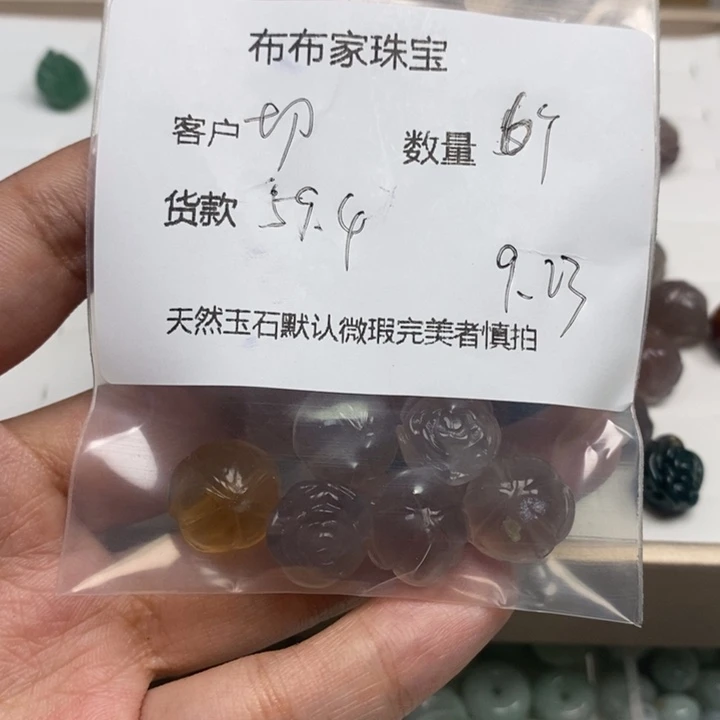 布布家珠宝
客户 切 数量 6个
货款 59.4
9.23
天然玉石默认微瑕完美者慎拍